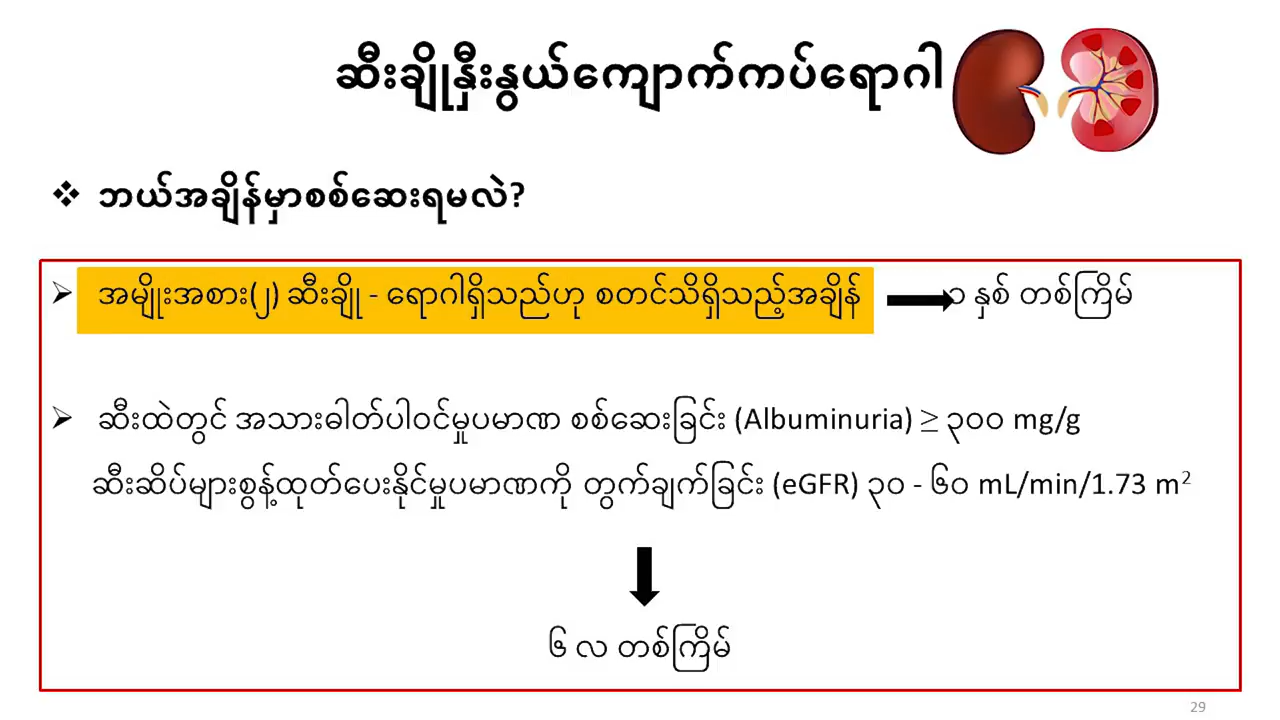 ဆီးချိုနှီးနွယ်ကျောက်ကပ်ရောဂါ
❖ ဘယ်အချိန်မှာစစ်ဆေးရမလဲ?
➢ အမျိုးအစား(၂) ဆီးချို - ရောဂါရှိသည်ဟု စတင်သိရှိသည့်အချိန် ၁ နှစ် တစ်ကြိမ်
➢ ဆီးထဲတွင် အသားဓါတ်ပါဝင်မှုပမာဏ စစ်ဆေးခြင်း (Albuminuria) ≥ ၃၀၀ mg/g
ဆီးဆိပ်များစွန့်ထုတ်ပေးနိုင်မှုပမာဏကို တွက်ချက်ခြင်း (eGFR) ၃၀ - ၆၀ mL/min/1.73 m²
၆ လ တစ်ကြိမ်
29